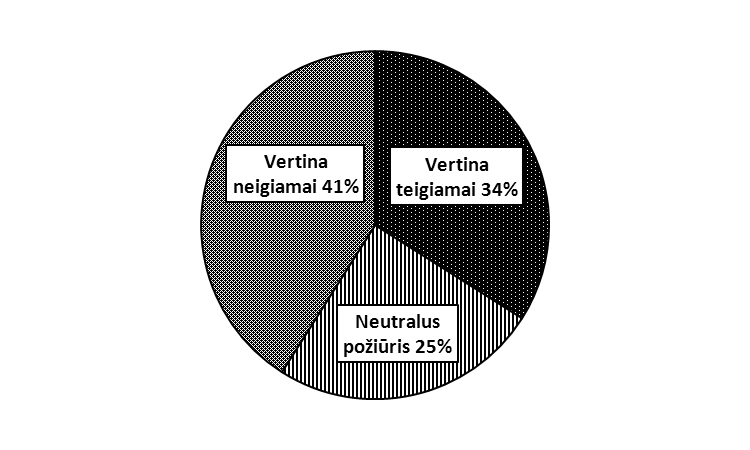 Vertina
neigiamai 41%
Vertina
teigiamai 34%
Neutralus
požiūris 25%